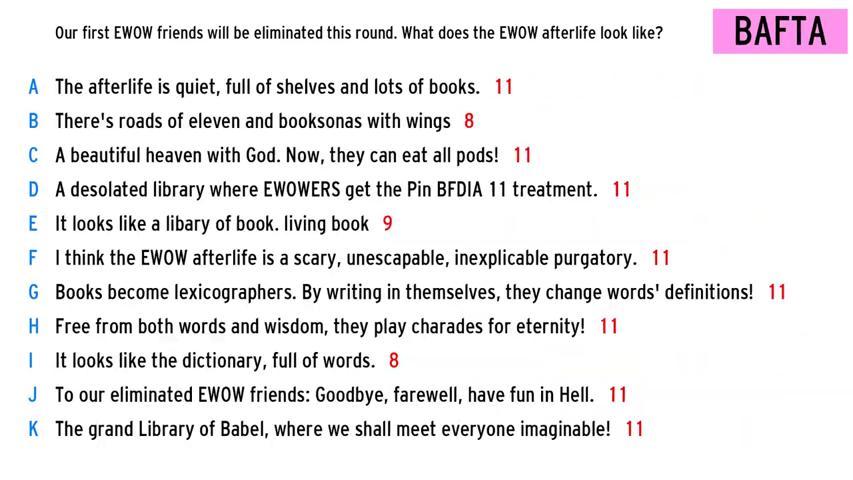 Our first EWOW friends will be eliminated this round. What does the EWOW afterlife look like?
BAFTA
A The afterlife is quiet, full of shelves and lots of books. 11
B There's roads of eleven and booksonas with wings 8
C A beautiful heaven with God. Now, they can eat all pods! 11
D A desolated library where EWOWERS get the Pin BFDIA 11 treatment. 11
E It looks like a libary of book. living book 9
F I think the EWOW afterlife is a scary, unescapable, inexplicable purgatory. 11
G Books become lexicographers. By writing in themselves, they change words' definitions! 11
H Free from both words and wisdom, they play charades for eternity! 11
I It looks like the dictionary, full of words. 8
J To our eliminated EWOW friends: Goodbye, farewell, have fun in Hell. 11
K The grand Library of Babel, where we shall meet everyone imaginable! 11